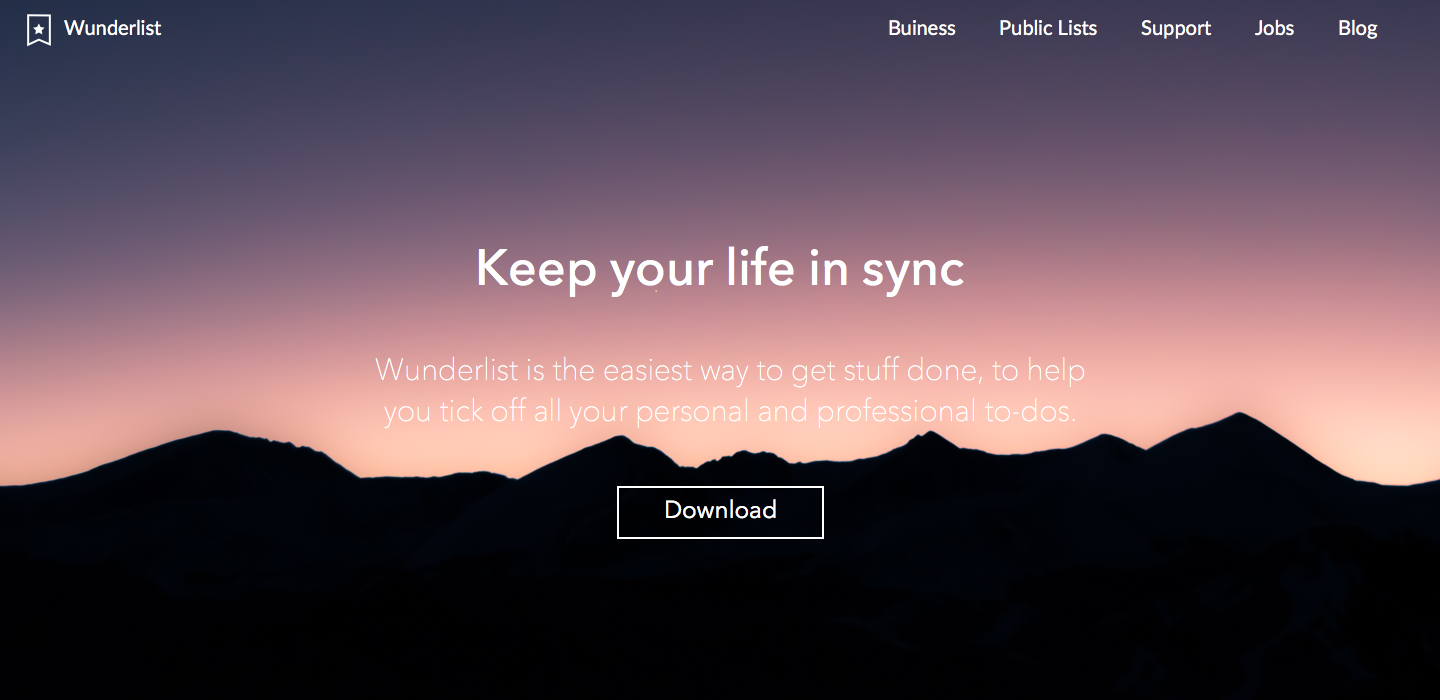 Wunderlist
Buiness Public Lists Support Jobs Blog
Keep your life in sync
Wunderlist is the easiest way to get stuff done, to help
you tick off all your personal and professional to-dos.
Download